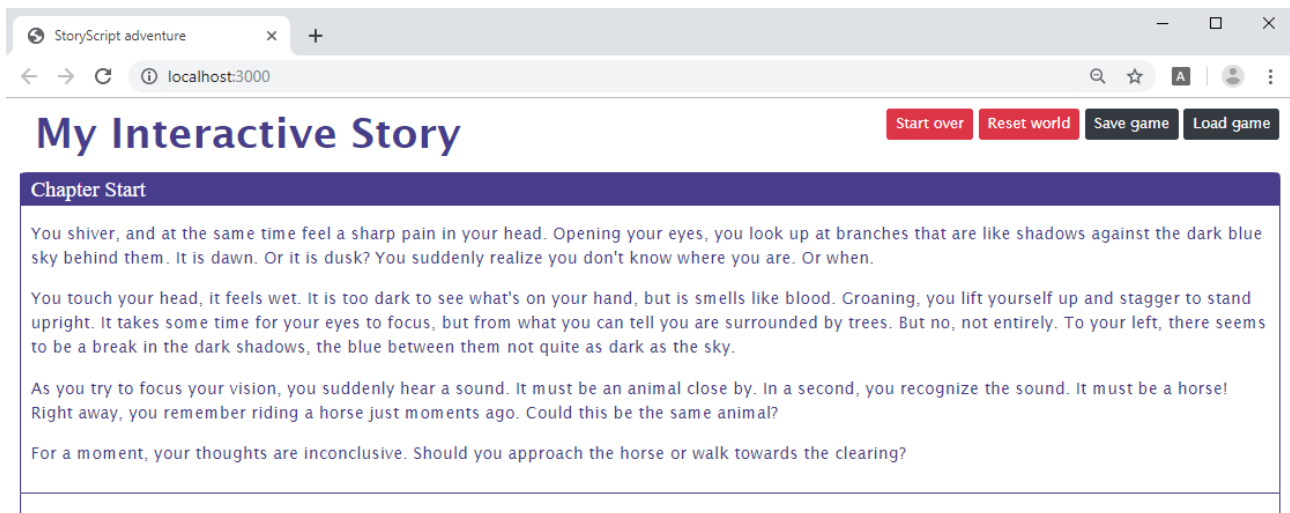 StoryScript adventure
localhost:3000
A
My Interactive Story
Start over Reset world Save game Load game
Chapter Start
You shiver, and at the same time feel a sharp pain in your head. Opening your eyes, you look up at branches that are like shadows against the dark blue
sky behind them. It is dawn. Or it is dusk? You suddenly realize you don't know where you are. Or when.
You touch your head, it feels wet. It is too dark to see what's on your hand, but is smells like blood. Groaning, you lift yourself up and stagger to stand
upright. It takes some time for your eyes to focus, but from what you can tell you are surrounded by trees. But no, not entirely. To your left, there seems
to be a break in the dark shadows, the blue between them not quite as dark as the sky.
As you try to focus your vision, you suddenly hear a sound. It must be an animal close by. In a second, you recognize the sound. It must be a horse!
Right away, you remember riding a horse just moments ago. Could this be the same animal?
For a moment, your thoughts are inconclusive. Should you approach the horse or walk towards the clearing?